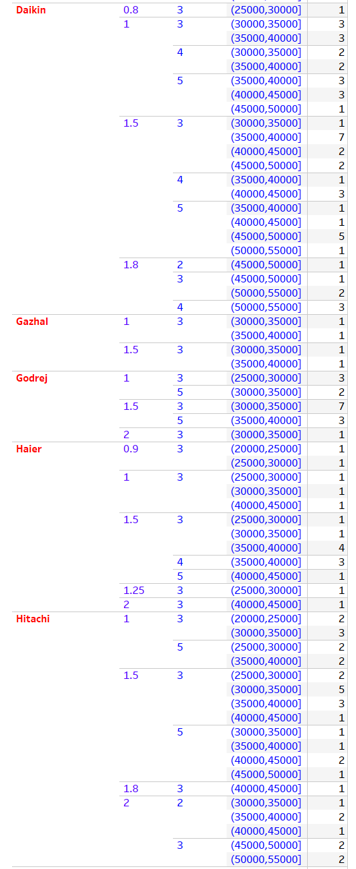 Daikin 0.8 3 (25000,30000] 1
1 3 (30000,35000] 3
(35000,40000] 3
4 (30000,35000] 2
(35000,40000] 2
5 (35000,40000] 3
(40000,45000] 3
(45000,50000] 1
1.5 3 (30000,35000] 1
(35000,40000] 7
(40000,45000] 2
(45000,50000] 2
4 (35000,40000] 1
(40000,45000] 3
5 (35000,40000] 1
(40000,45000] 1
(45000,50000] 5
(50000,55000] 1
1.8 2 (45000,50000] 1
3 (45000,50000] 1
(50000,55000] 2
4 (50000,55000] 3
Gazhal 1 3 (30000,35000] 1
(35000,40000] 1
1.5 3 (30000,35000] 1
(35000,40000] 1
Godrej 1 3 (25000,30000] 3
5 (30000,35000] 2
1.5 3 (30000,35000] 7
5 (35000,40000] 3
2 3 (30000,35000] 1
Haier 0.9 3 (20000,25000] 1
(25000,30000] 1
1 3 (25000,30000] 1
(30000,35000] 1
(40000,45000] 1
1.5 3 (25000,30000] 1
(30000,35000] 1
(35000,40000] 4
4 (35000,40000] 3
5 (40000,45000] 1
1.25 3 (25000,30000] 1
2 3 (40000,45000] 1
Hitachi 1 3 (20000,25000] 2
(30000,35000] 3
5 (25000,30000] 2
(35000,40000] 2
1.5 3 (25000,30000] 2
(30000,35000] 5
(35000,40000] 3
(40000,45000] 1
5 (30000,35000] 1
(35000,40000] 1
(40000,45000] 2
(45000,50000] 1
1.8 3 (40000,45000] 1
2 2 (30000,35000] 1
(35000,40000] 2
(40000,45000] 1
3 (45000,50000] 2
(50000,55000] 2